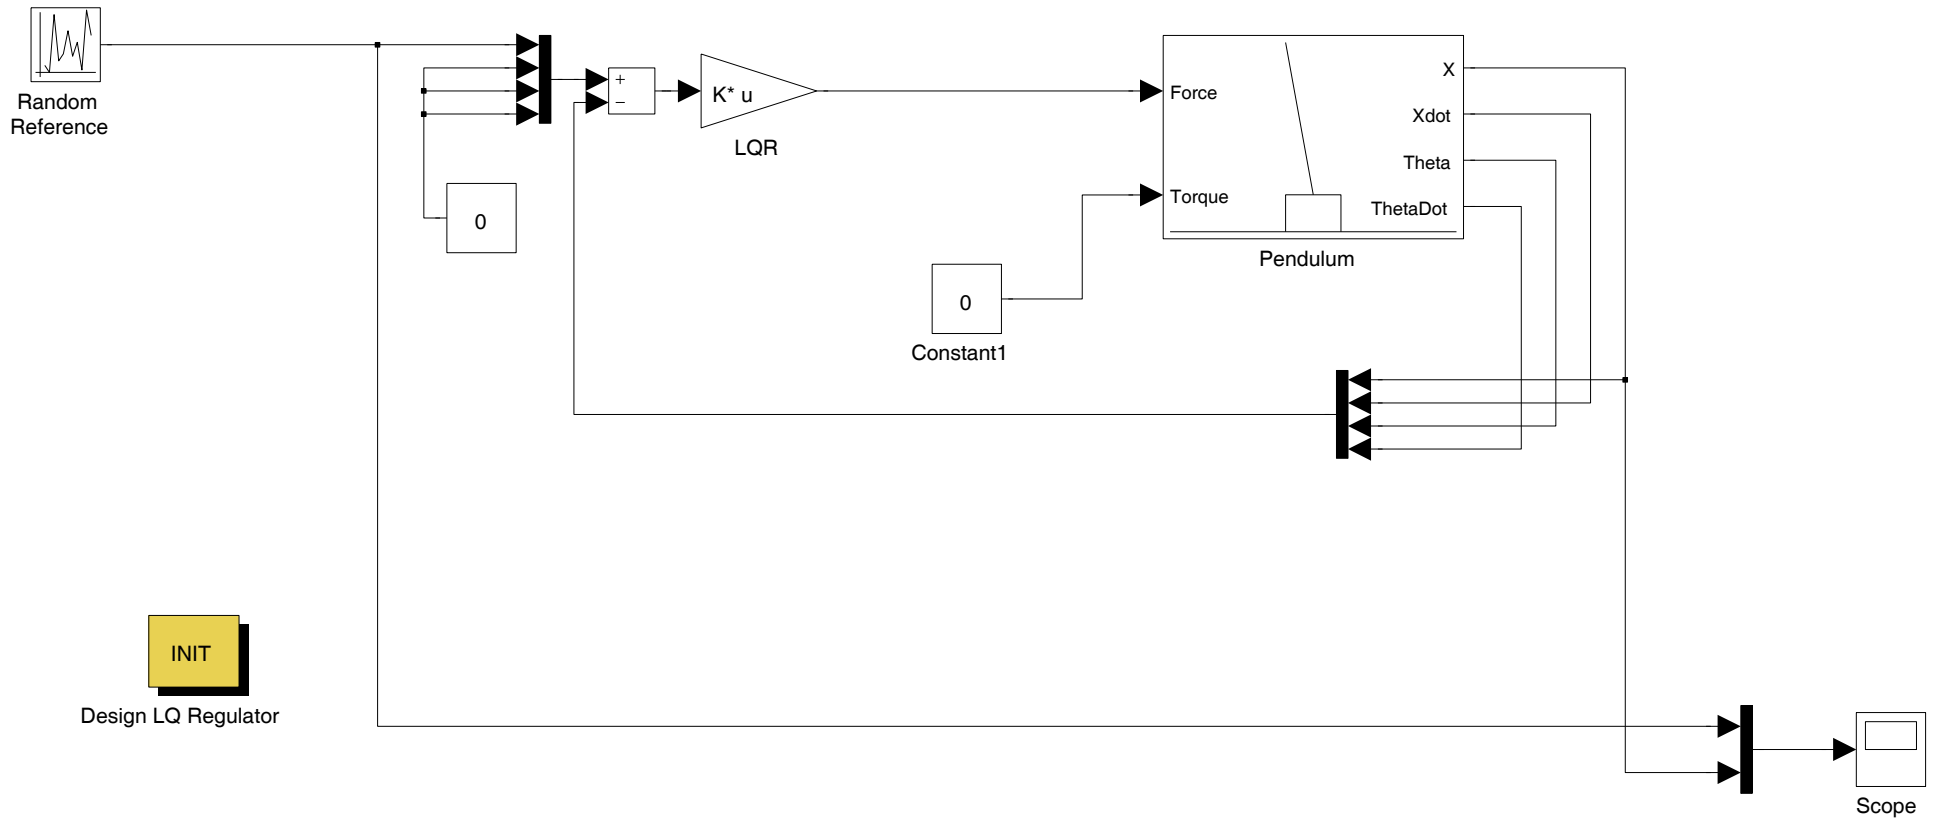 Random
Reference
0
+
−
K* u
LQR
Force
Torque
X
Xdot
Theta
ThetaDot
Pendulum
0
Constant1
INIT
Design LQ Regulator
Scope